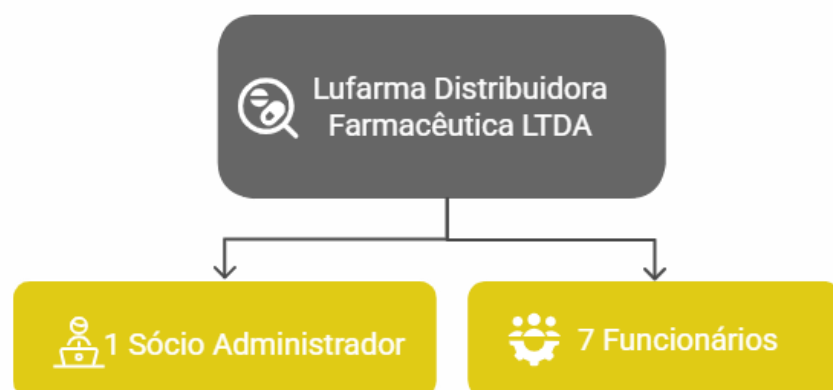 Lufarma Distribuidora
Farmacêutica LTDA
1 Sócio Administrador
7 Funcionários